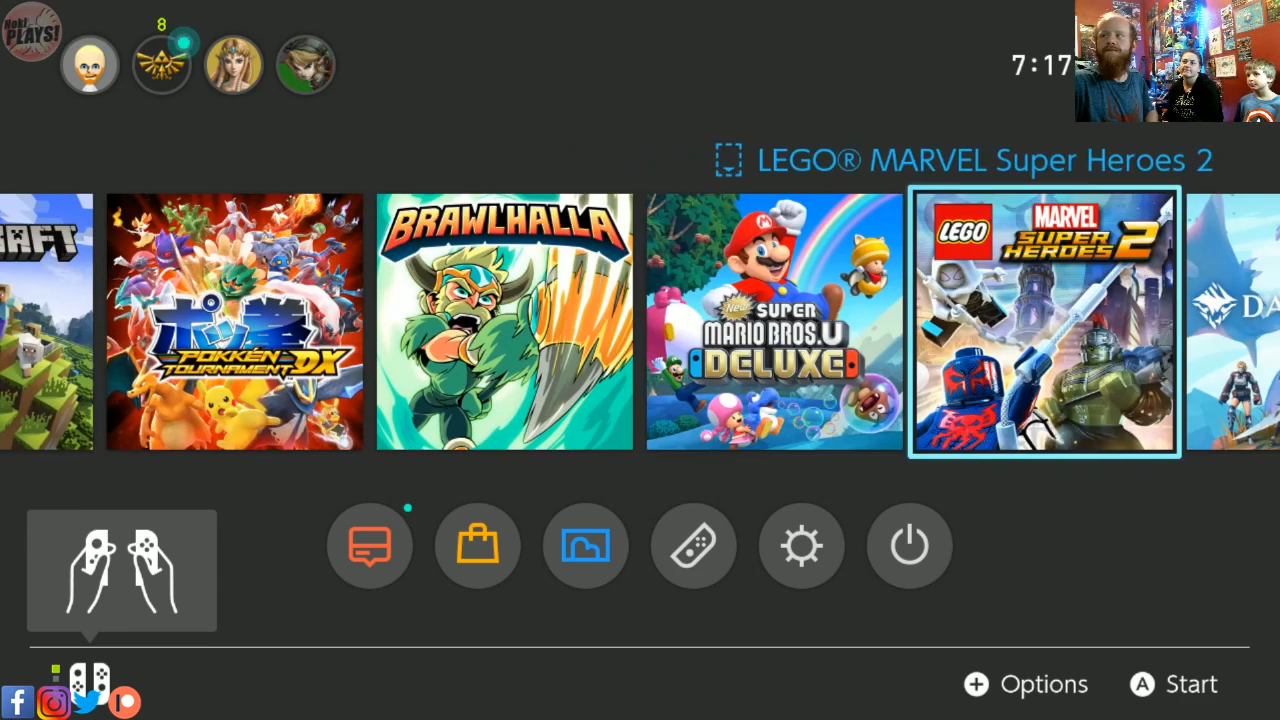 Noki
PLAYS!
8
7:17
LEGO® MARVEL Super Heroes 2
RAFT
ポッ拳
POKKÉN
TOURNAMENT DX
BRAWLHALLA
New
SUPER
MARIO BROS.U
DELUXE
LEGO
MARVEL
SUPER
HEROES 2
DA
Options
A Start